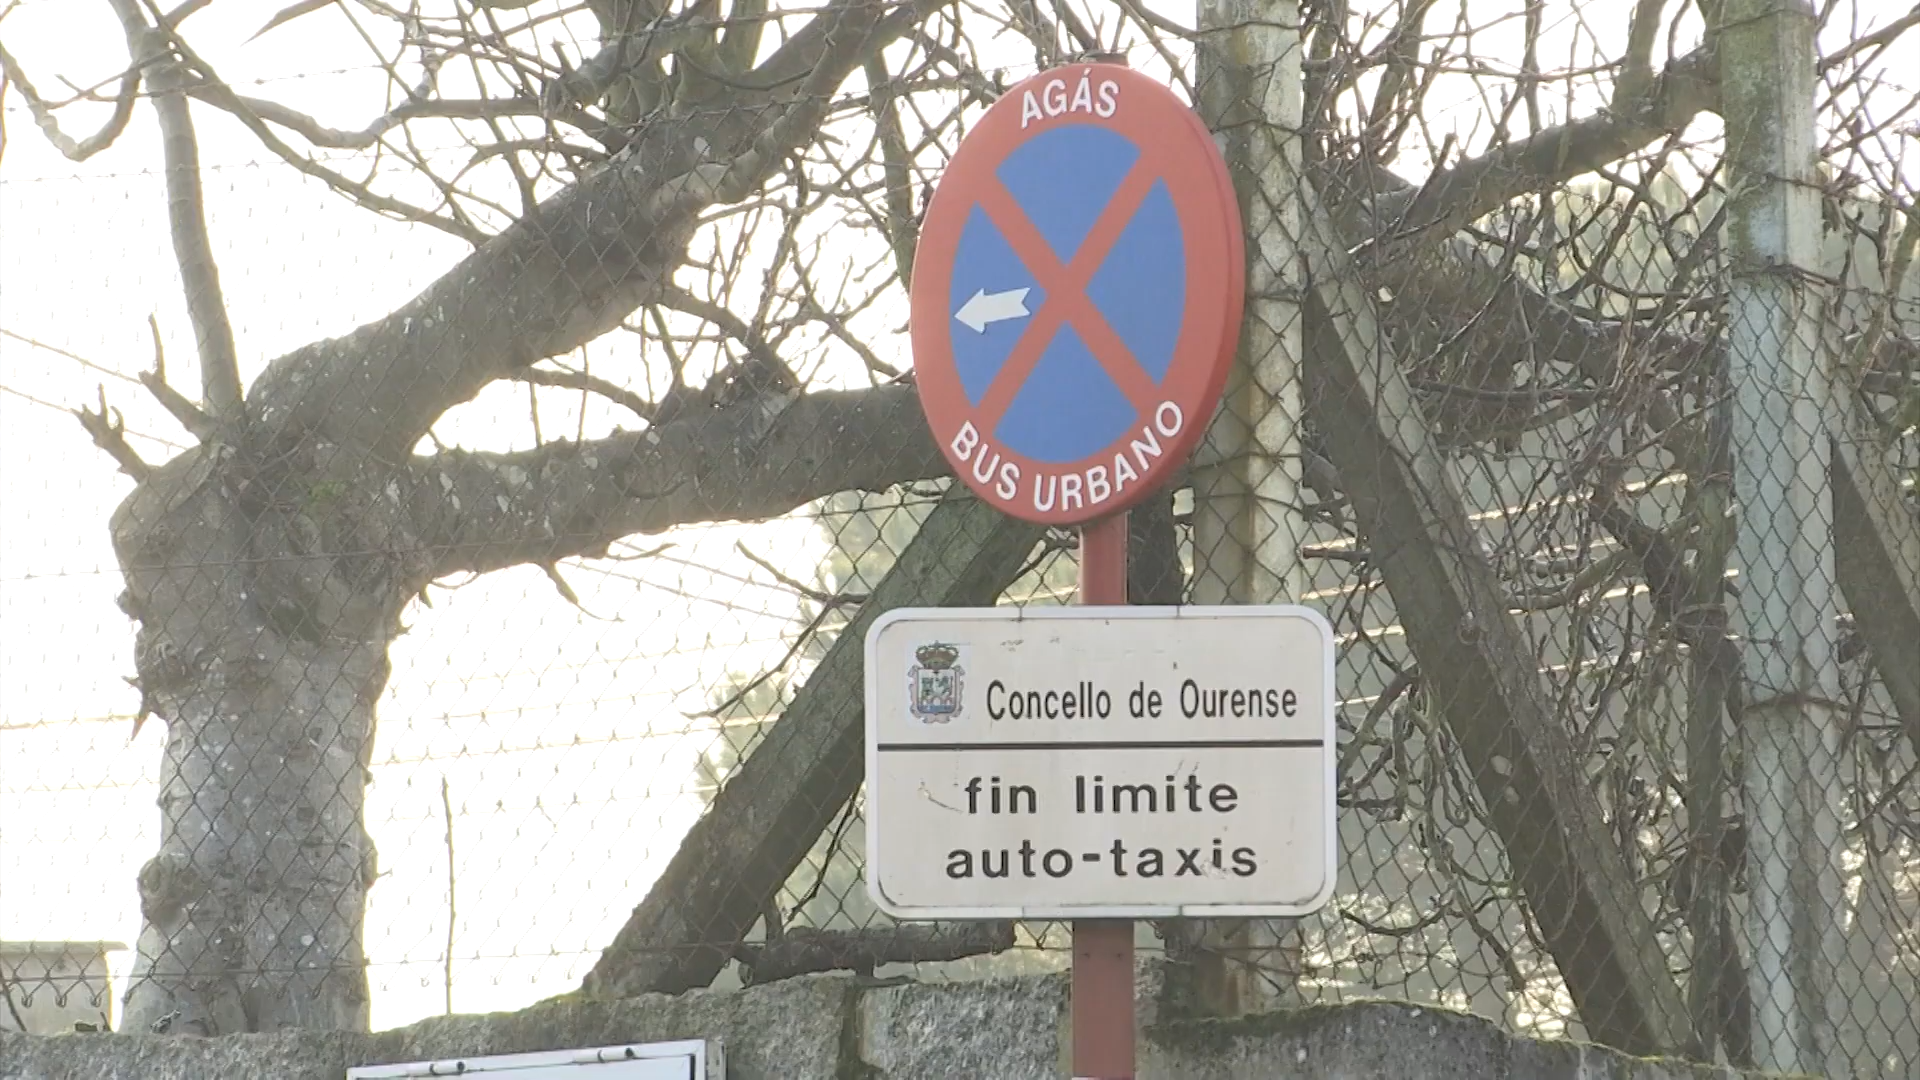 AGÁS
BUS URBANO
Concello de Ourense
fin limite
auto-taxis